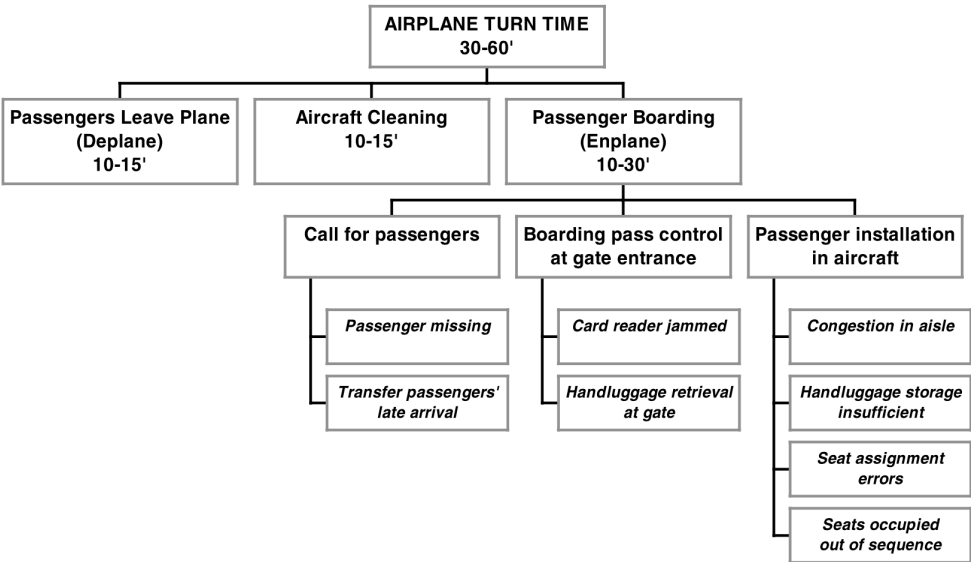 AIRPLANE TURN TIME
30-60'
Passengers Leave Plane
(Deplane)
10-15'
Aircraft Cleaning
10-15'
Passenger Boarding
(Enplane)
10-30'
Call for passengers
Boarding pass control
at gate entrance
Passenger installation
in aircraft
Passenger missing
Transfer passengers'
late arrival
Card reader jammed
Handluggage retrieval
at gate
Congestion in aisle
Handluggage storage
insufficient
Seat assignment
errors
Seats occupied
out of sequence